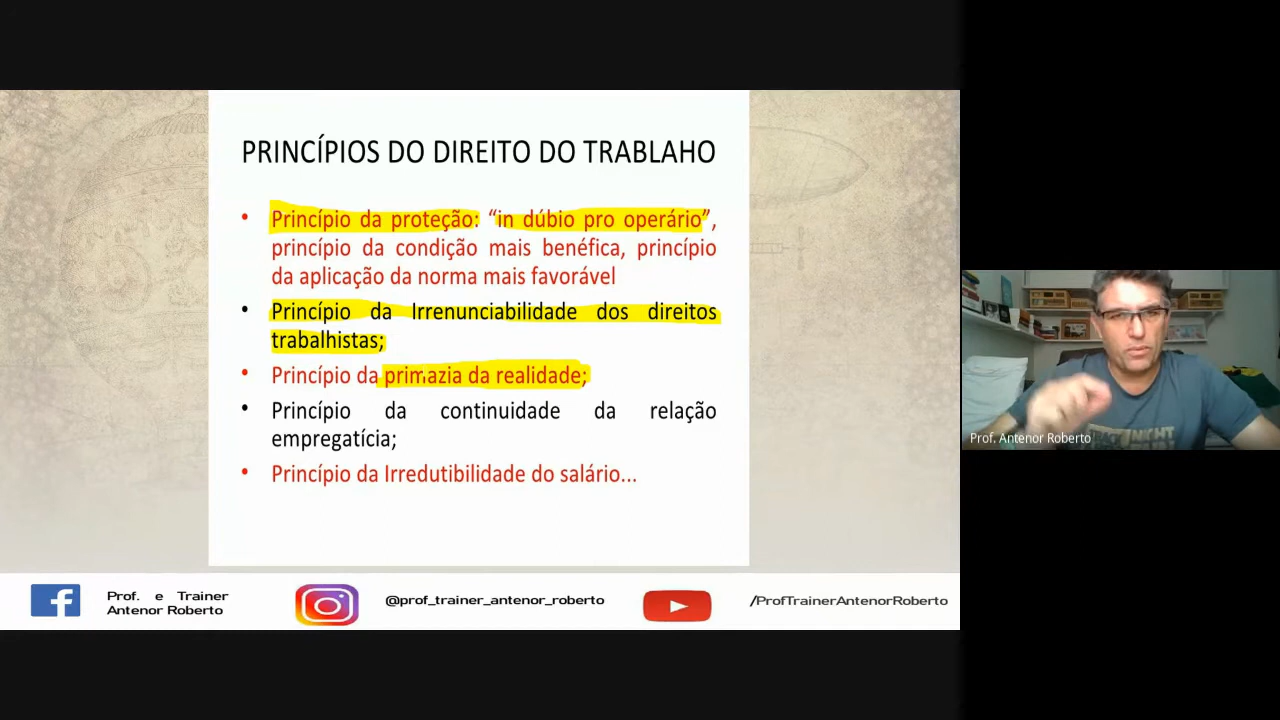 PRINCÍPIOS DO DIREITO DO TRABLAHO
• Princípio da proteção: “in dúbio pro operário”,
princípio da condição mais benéfica, princípio
da aplicação da norma mais favorável
• Princípio da Irrenunciabilidade dos direitos
trabalhistas;
• Princípio da primazia da realidade;
• Princípio da continuidade da relação
empregatícia;
• Princípio da Irredutibilidade do salário...
Prof. Antenor Roberto
Prof. e Trainer
Antenor Roberto
@prof_trainer_antenor_roberto
/ProfTrainerAntenorRoberto